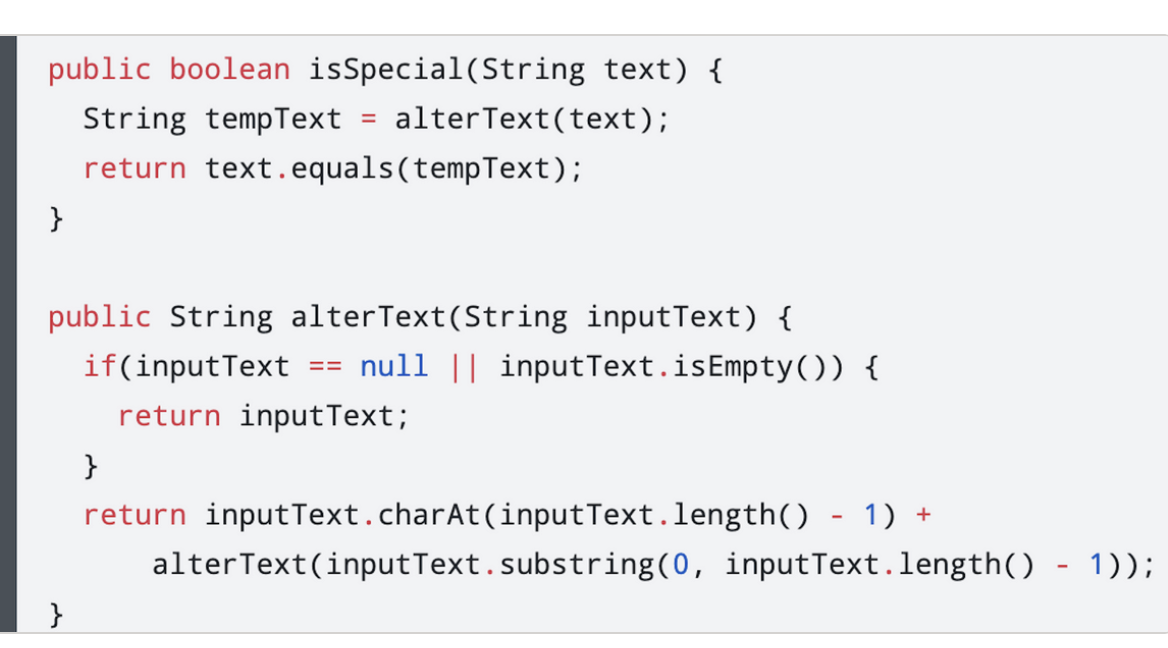 public boolean isSpecial(String text) {
  String tempText = alterText(text);
  return text.equals(tempText);
}

public String alterText(String inputText) {
  if(inputText == null || inputText.isEmpty()) {
    return inputText;
  }
  return inputText.charAt(inputText.length() - 1) +
      alterText(inputText.substring(0, inputText.length() - 1));
}